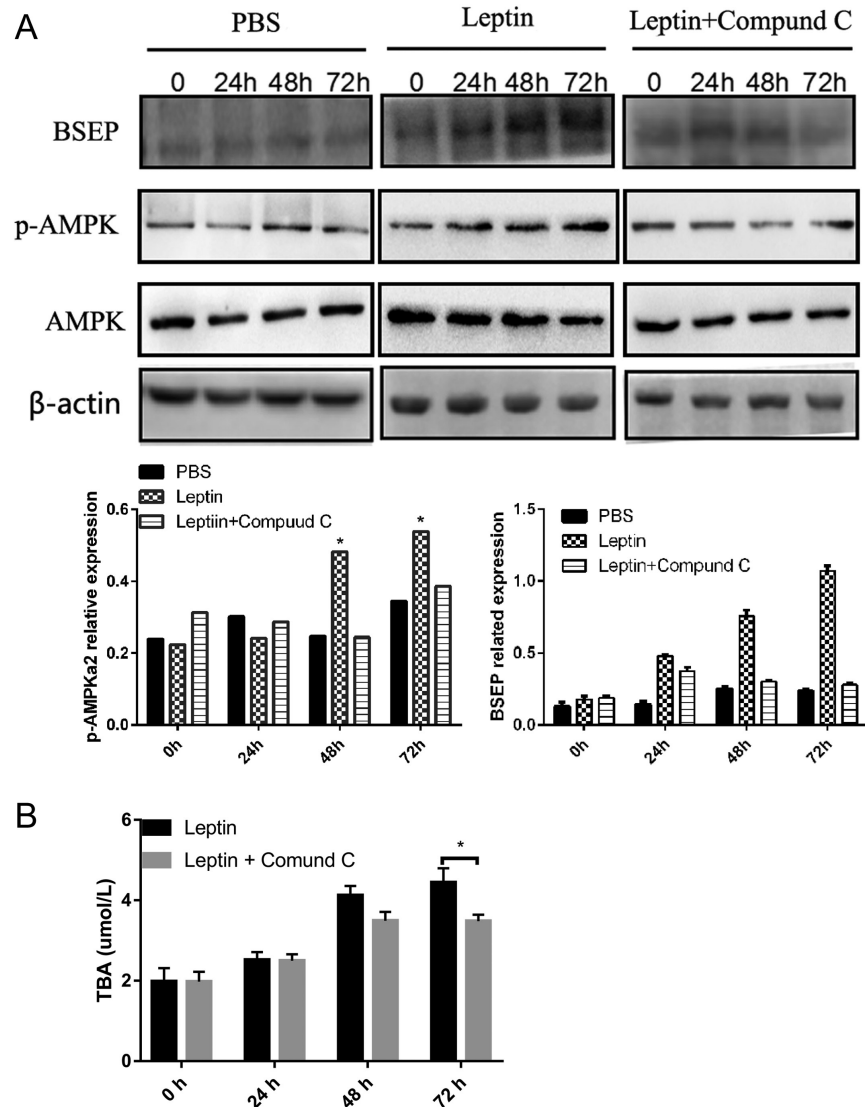 A
PBS
Leptin
Leptin+Compund C
0 24h 48h 72h
0 24h 48h 72h
0 24h 48h 72h
BSEP
p-AMPK
AMPK
β-actin
PBS
Leptin
Leptiin+Compuud C
p-AMPKa2 relative expression
0.6
0.4
0.2
0.0
*
*
0h
24h
48h
72h
PBS
Leptin
Leptin+Compund C
BSEP related expression
1.5
1.0
0.5
0.0
0h
24h
48h
72h
B
Leptin
Leptin + Comund C
TBA (umol/L)
6
4
2
0
*
0 h
24 h
48 h
72 h